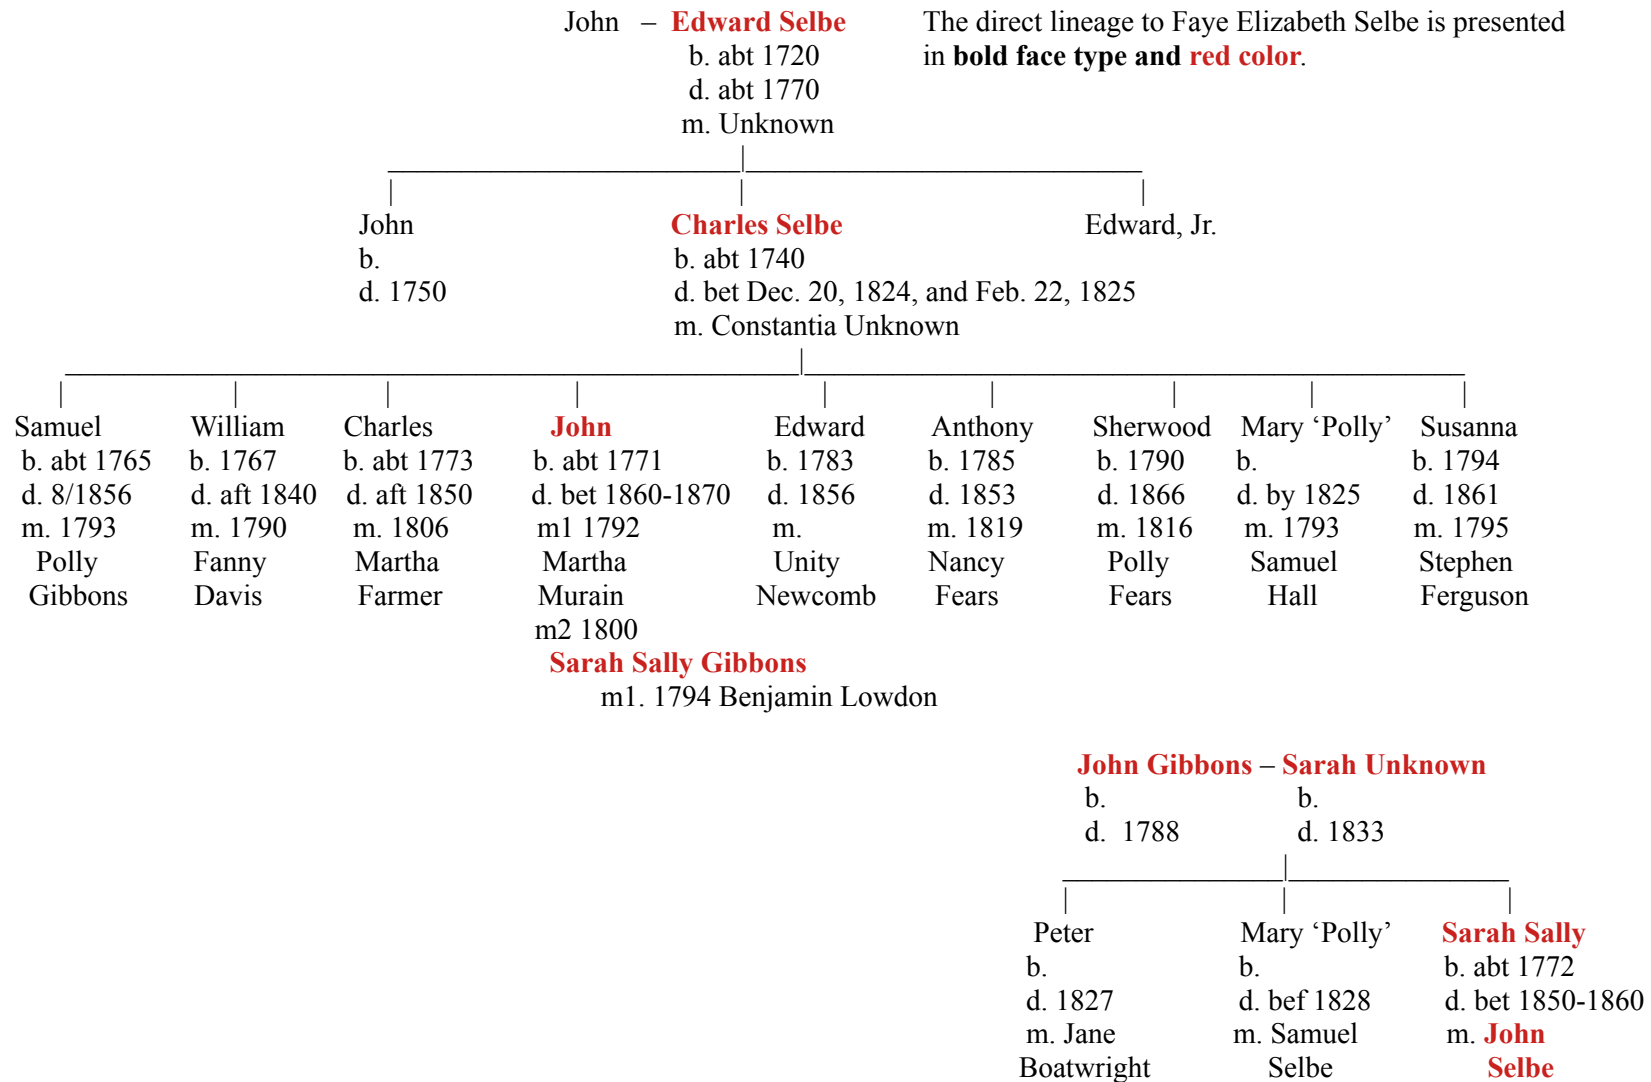 John – Edward Selbe The direct lineage to Faye Elizabeth Selbe is presented
b. abt 1720 in bold face type and red color.
d. abt 1770
m. Unknown
John Charles Selbe Edward, Jr.
b. b. abt 1740
d. 1750 d. bet Dec. 20, 1824, and Feb. 22, 1825
m. Constantia Unknown
Samuel William Charles John Edward Anthony Sherwood Mary ‘Polly’ Susanna
b. abt 1765 b. 1767 b. abt 1773 b. abt 1771 b. 1783 b. 1785 b. 1790 b. b. 1794
d. 8/1856 d. aft 1840 d. aft 1850 d. bet 1860-1870 d. 1856 d. 1853 d. 1866 d. by 1825 d. 1861
m. 1793 m. 1790 m. 1806 m1 1792 m. m. 1819 m. 1816 m. 1793 m. 1795
Polly Fanny Martha Martha Unity Nancy Polly Samuel Stephen
Gibbons Davis Farmer Murain Newcomb Fears Fears Hall Ferguson
m2 1800
Sarah Sally Gibbons
m1. 1794 Benjamin Lowdon
John Gibbons – Sarah Unknown
b. b.
d. 1788 d. 1833
Peter Mary ‘Polly’ Sarah Sally
b. b. b. abt 1772
d. 1827 d. bef 1828 d. bet 1850-1860
m. Jane m. Samuel m. John
Boatwright Selbe Selbe